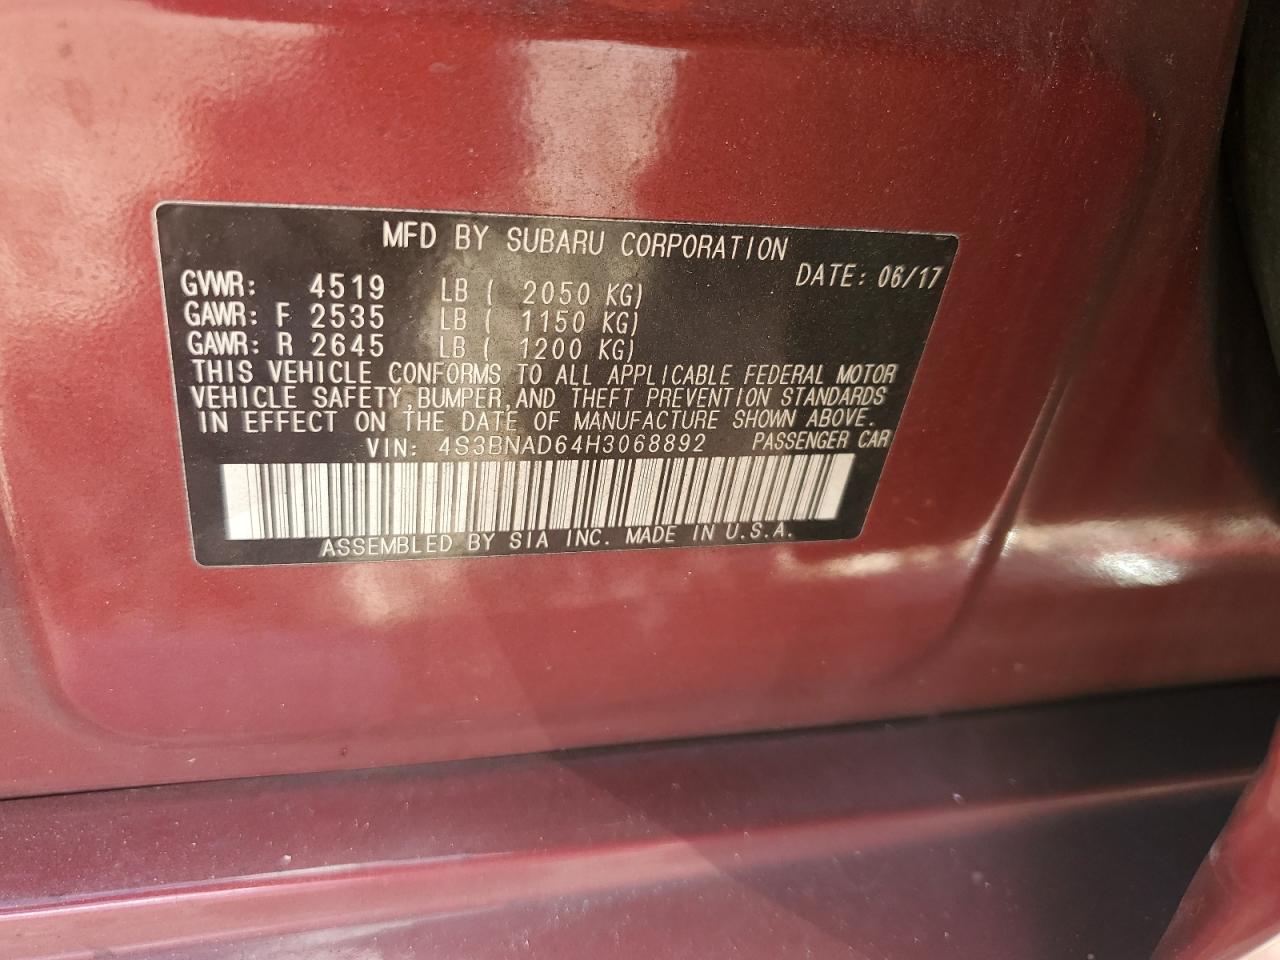 MFD BY SUBARU CORPORATION
DATE: 06/17
GVWR: 4519 LB ( 2050 KG)
GAWR: F 2535 LB ( 1150 KG)
GAWR: R 2645 LB ( 1200 KG)
THIS VEHICLE CONFORMS TO ALL APPLICABLE FEDERAL MOTOR
VEHICLE SAFETY,BUMPER,AND THEFT PREVENTION STANDARDS
IN EFFECT ON THE DATE OF MANUFACTURE SHOWN ABOVE.
VIN: 4S3BNAD64H3068892 PASSENGER CAR
ASSEMBLED BY SIA INC. MADE IN U.S.A.